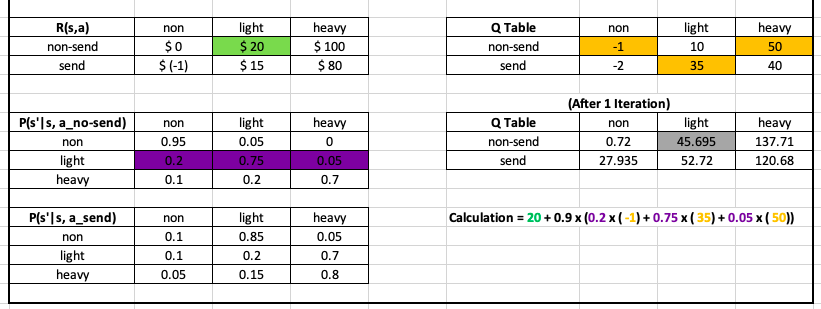 R(s,a) non light heavy
non-send $ 0 $ 20 $ 100
send $ (-1) $ 15 $ 80
Q Table non light heavy
non-send -1 10 50
send -2 35 40
P(s'|s, a_no-send) non light heavy
non 0.95 0.05 0
light 0.2 0.75 0.05
heavy 0.1 0.2 0.7
(After 1 Iteration)
Q Table non light heavy
non-send 0.72 45.695 137.71
send 27.935 52.72 120.68
P(s'|s, a_send) non light heavy
non 0.1 0.85 0.05
light 0.1 0.2 0.7
heavy 0.05 0.15 0.8
Calculation = 20 + 0.9 x (0.2 x ( -1) + 0.75 x ( 35) + 0.05 x ( 50))